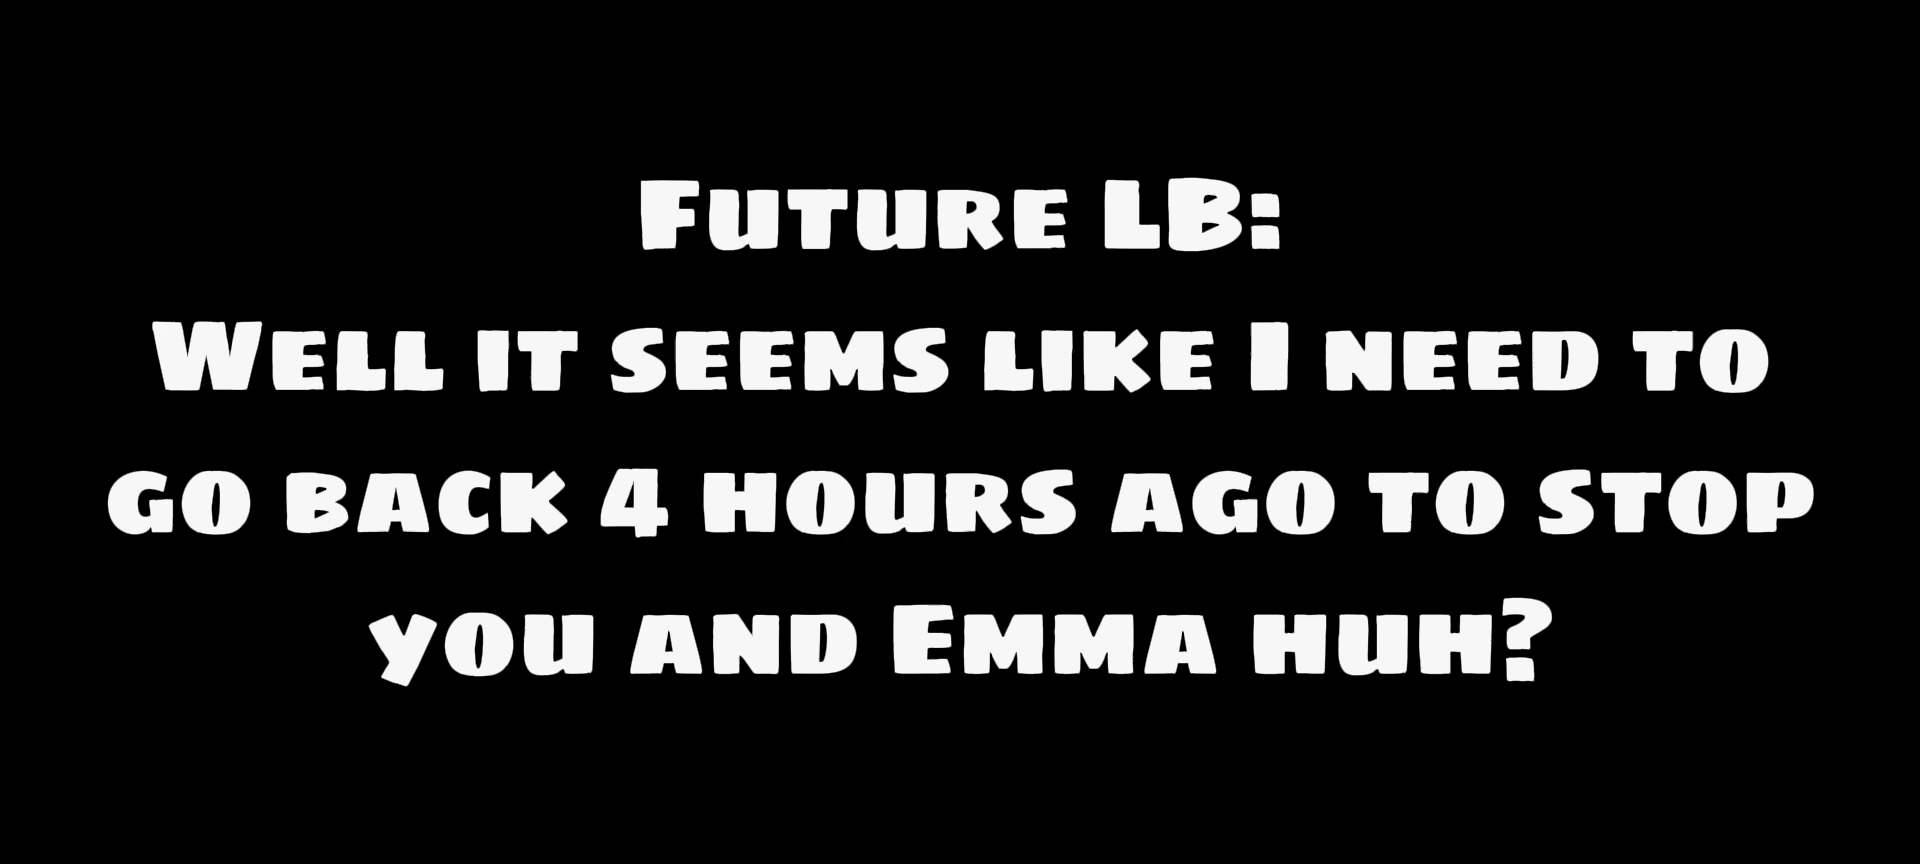 Future LB:
Well it seems like I need to
go back 4 hours ago to stop
you and Emma huh?